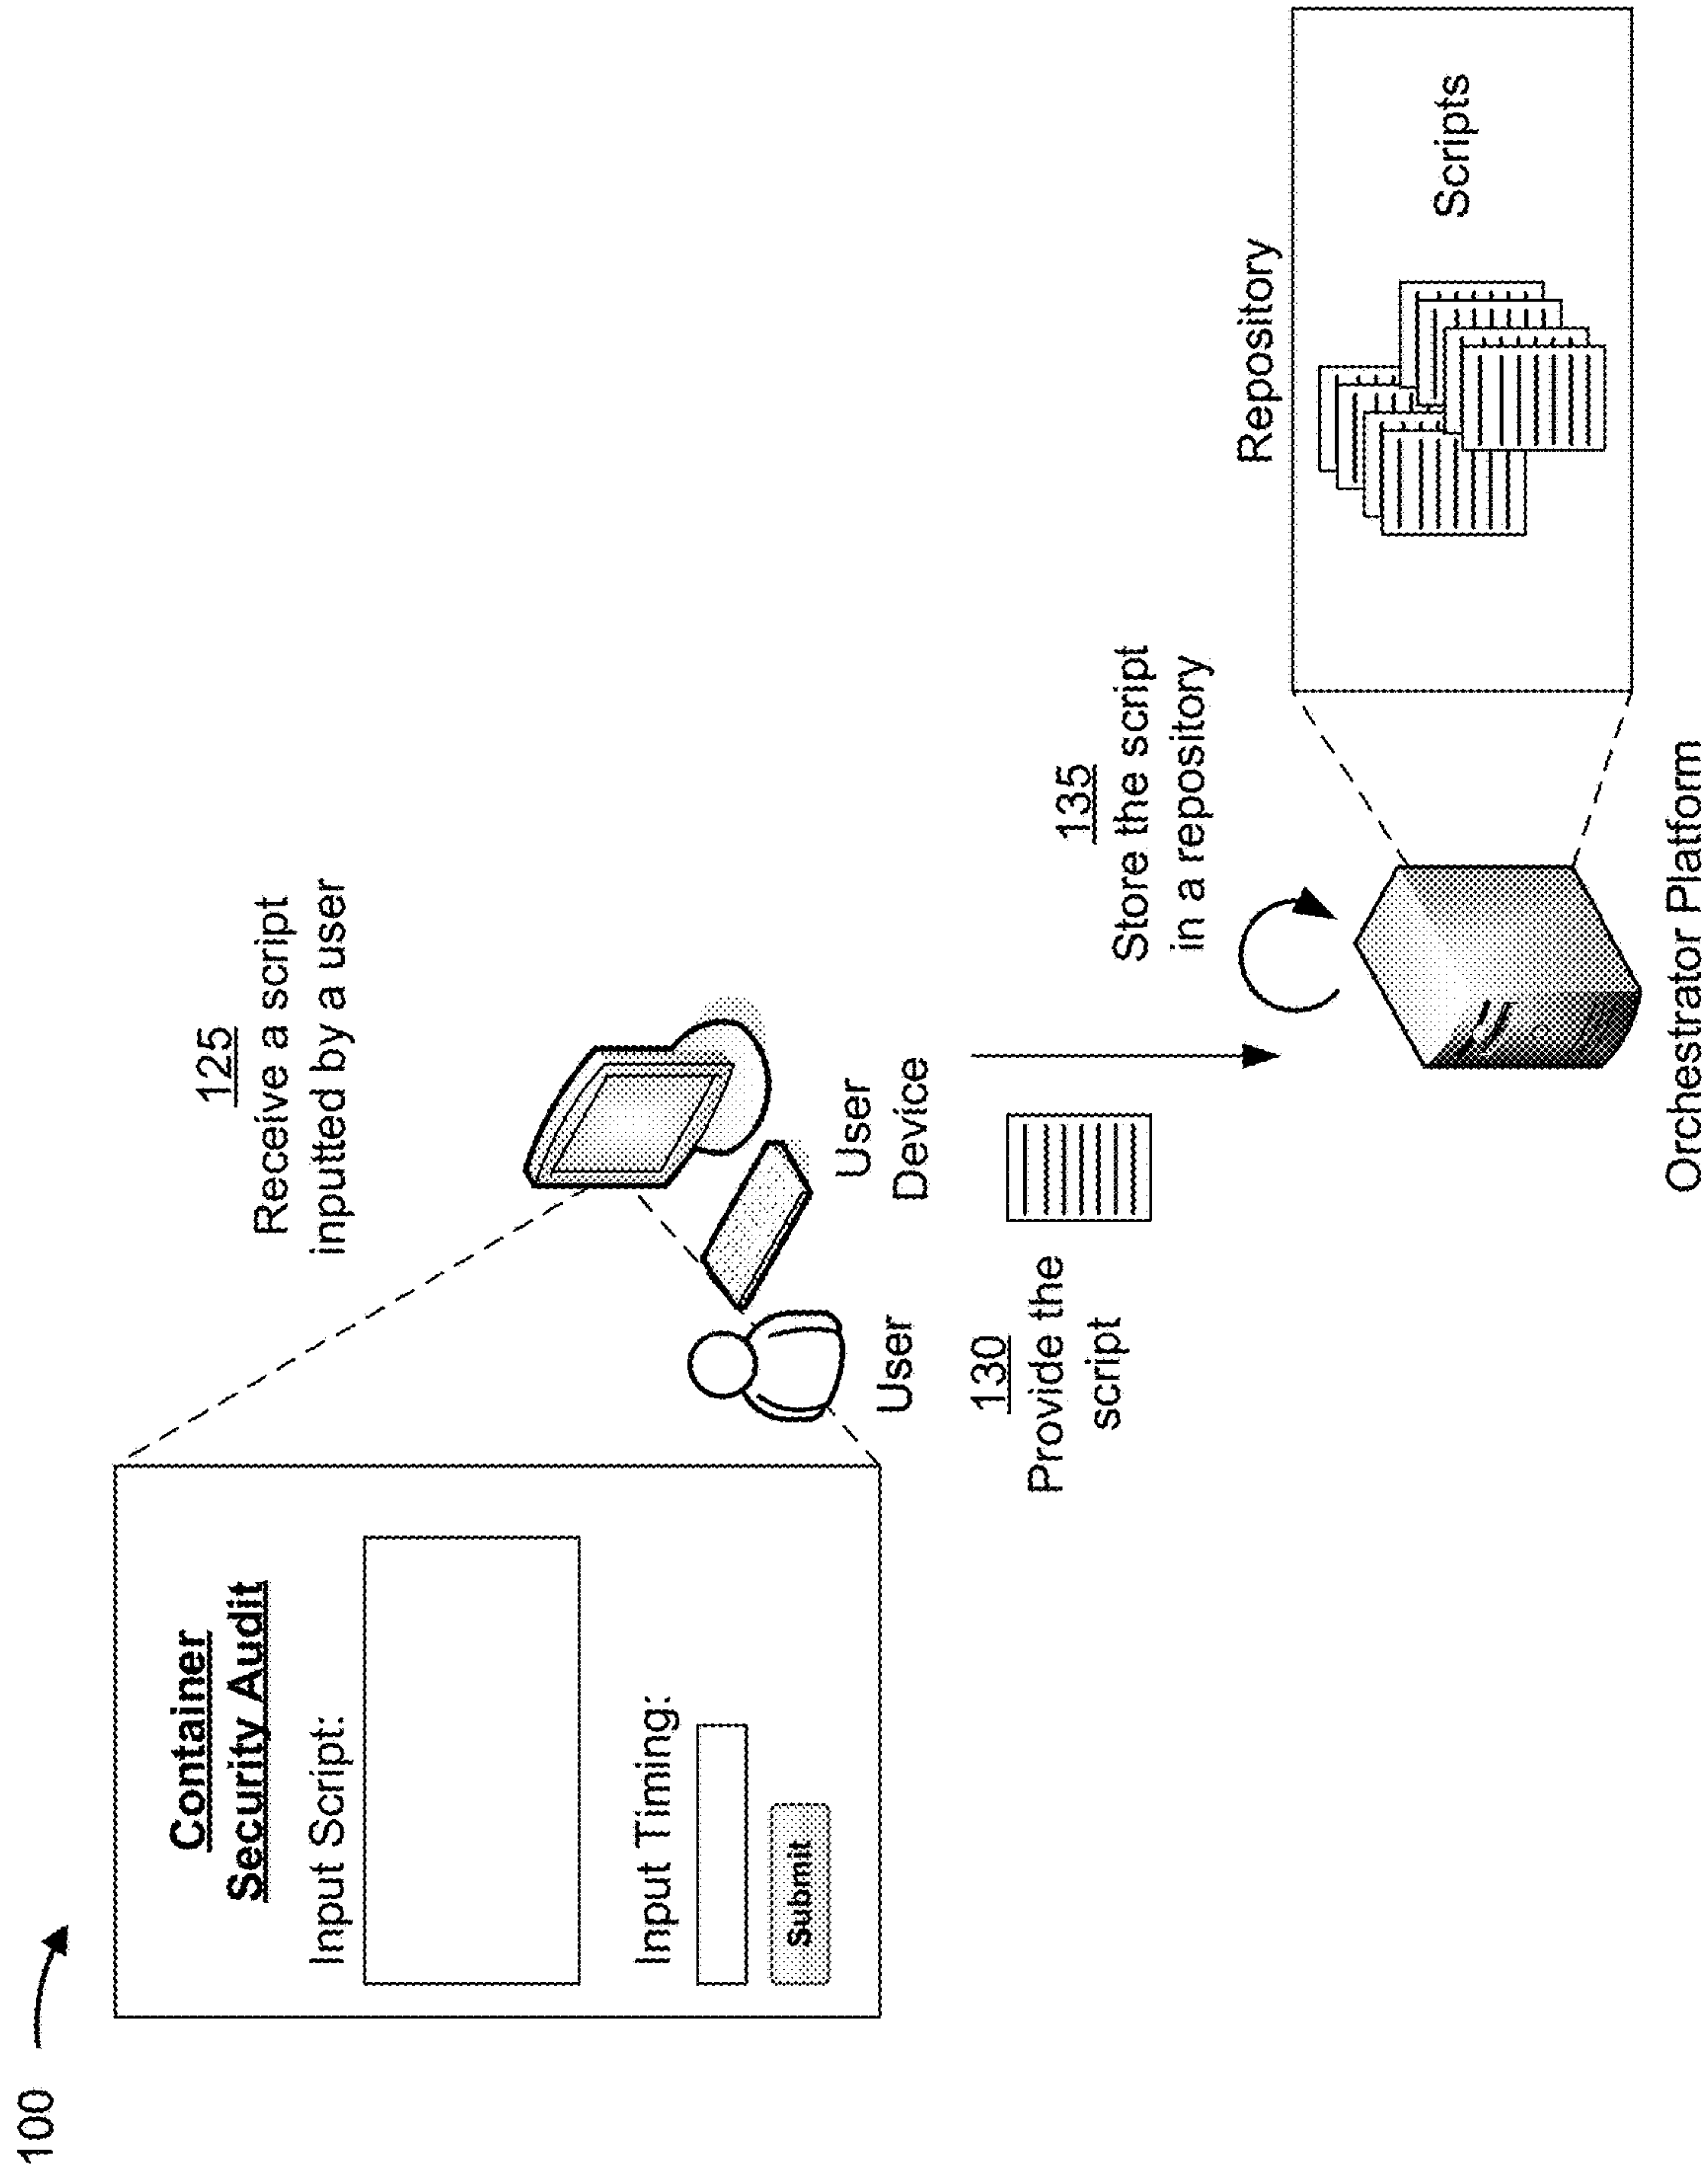 100
Container
Security Audit
Input Script:
Input Timing:
Submit
125
Receive a script
inputted by a user
User
User
Device
130
Provide the
script
135
Store the script
in a repository
Repository
Scripts
Orchestrator Platform